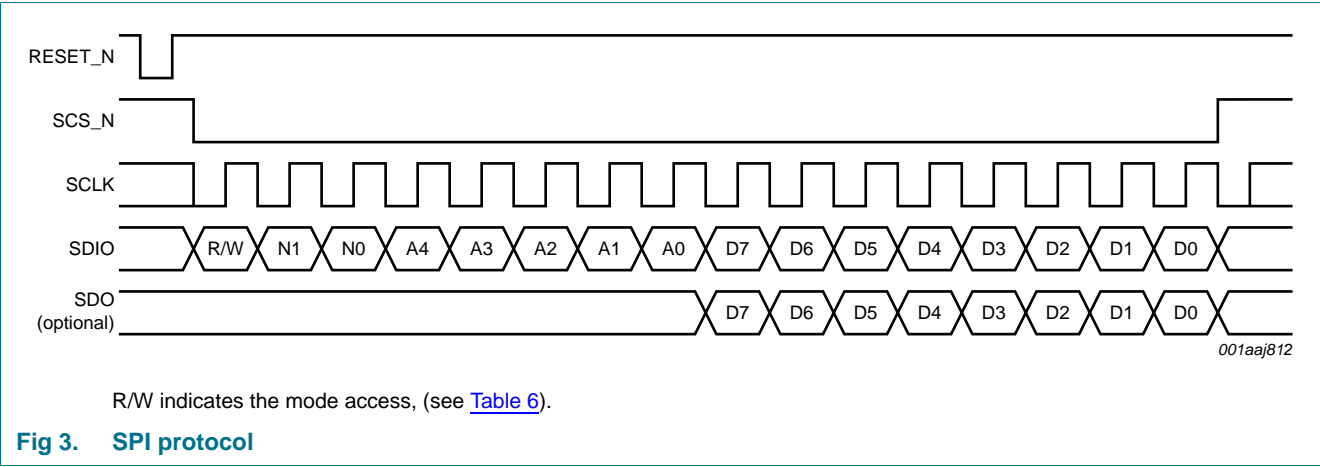 RESET_N
SCS_N
SCLK
SDIO R/W N1 N0 A4 A3 A2 A1 A0 D7 D6 D5 D4 D3 D2 D1 D0
SDO
(optional) D7 D6 D5 D4 D3 D2 D1 D0
001aaj812
R/W indicates the mode access, (see Table 6).
Fig 3. SPI protocol